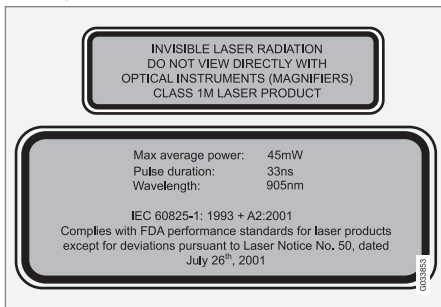 INVISIBLE LASER RADIATION
DO NOT VIEW DIRECTLY WITH
OPTICAL INSTRUMENTS (MAGNIFIERS)
CLASS 1M LASER PRODUCT
Max average power: 45mW
Pulse duration: 33ns
Wavelength: 905nm
IEC 60825-1: 1993 + A2:2001
Complies with FDA performance standards for laser products
except for deviations pursuant to Laser Notice No. 50, dated
July 26th, 2001
G033853